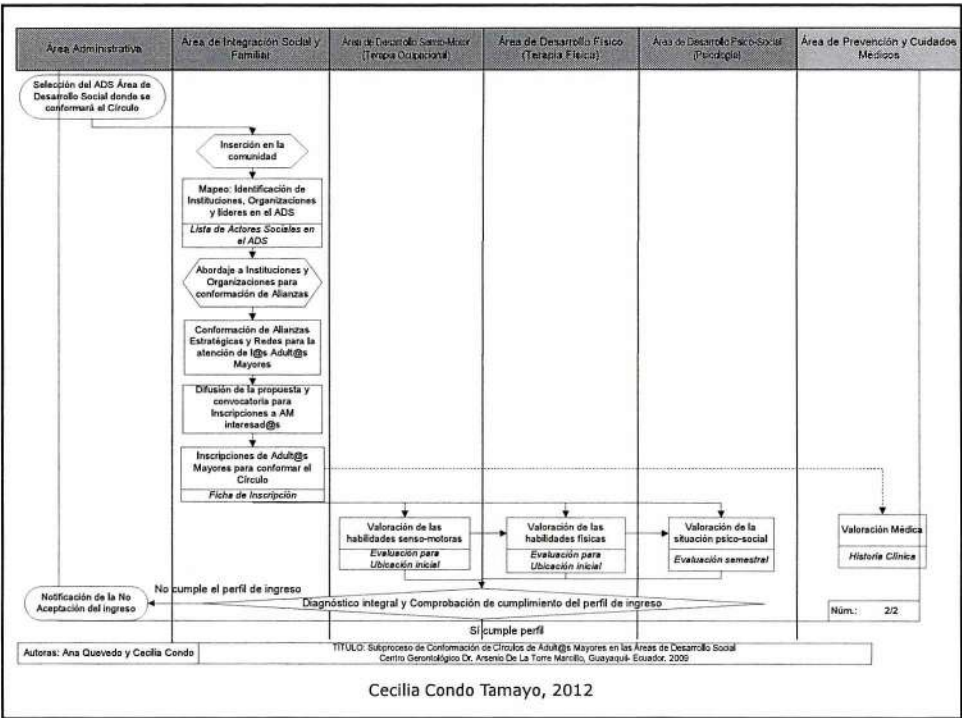 Área Administrativa
Área de Integración Social y
Familiar
Área de Desarrollo Senso-Motor
(Terapia Ocupacional)
Área de Desarrollo Físico
(Terapia Física)
Área de Desarrollo Psico-Social
(Psicología)
Área de Prevención y Cuidados
Médicos
Selección del ADS Área de
Desarrollo Social donde se
conformará el Círculo
Inserción en la
comunidad
Mapeo: Identificación de
Instituciones, Organizaciones
y líderes en el ADS
Lista de Actores Sociales en
el ADS
Abordaje a Instituciones y
Organizaciones para
conformación de Alianzas
Conformación de Alianzas
Estratégicas y Redes para la
atención de l@s Adult@s
Mayores
Difusión de la propuesta y
convocatoria para
Inscripciones a AM
interesad@s
Inscripciones de Adult@s
Mayores para conformar el
Círculo
Ficha de Inscripción
Valoración de las
habilidades senso-motoras
Evaluación para
Ubicación inicial
Valoración de las
habilidades físicas
Evaluación para
Ubicación inicial
Valoración de la
situación psico-social
Evaluación semestral
Valoración Médica
Historia Clínica
No cumple el perfil de ingreso
Notificación de la No
Aceptación del ingreso
Diagnóstico integral y Comprobación de cumplimiento del perfil de ingreso
Núm.: 2/2
Sí cumple perfil
Autoras: Ana Quevedo y Cecilia Condo
TÍTULO: Subproceso de Conformación de Círculos de Adult@s Mayores en las Áreas de Desarrollo Social
Centro Gerontológico Dr. Arsenio De La Torre Marcillo, Guayaquil- Ecuador, 2009
Cecilia Condo Tamayo, 2012